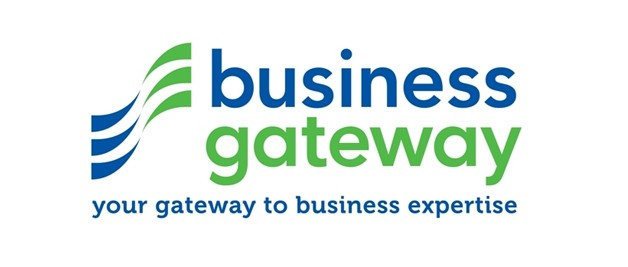 business
gateway
your gateway to business expertise